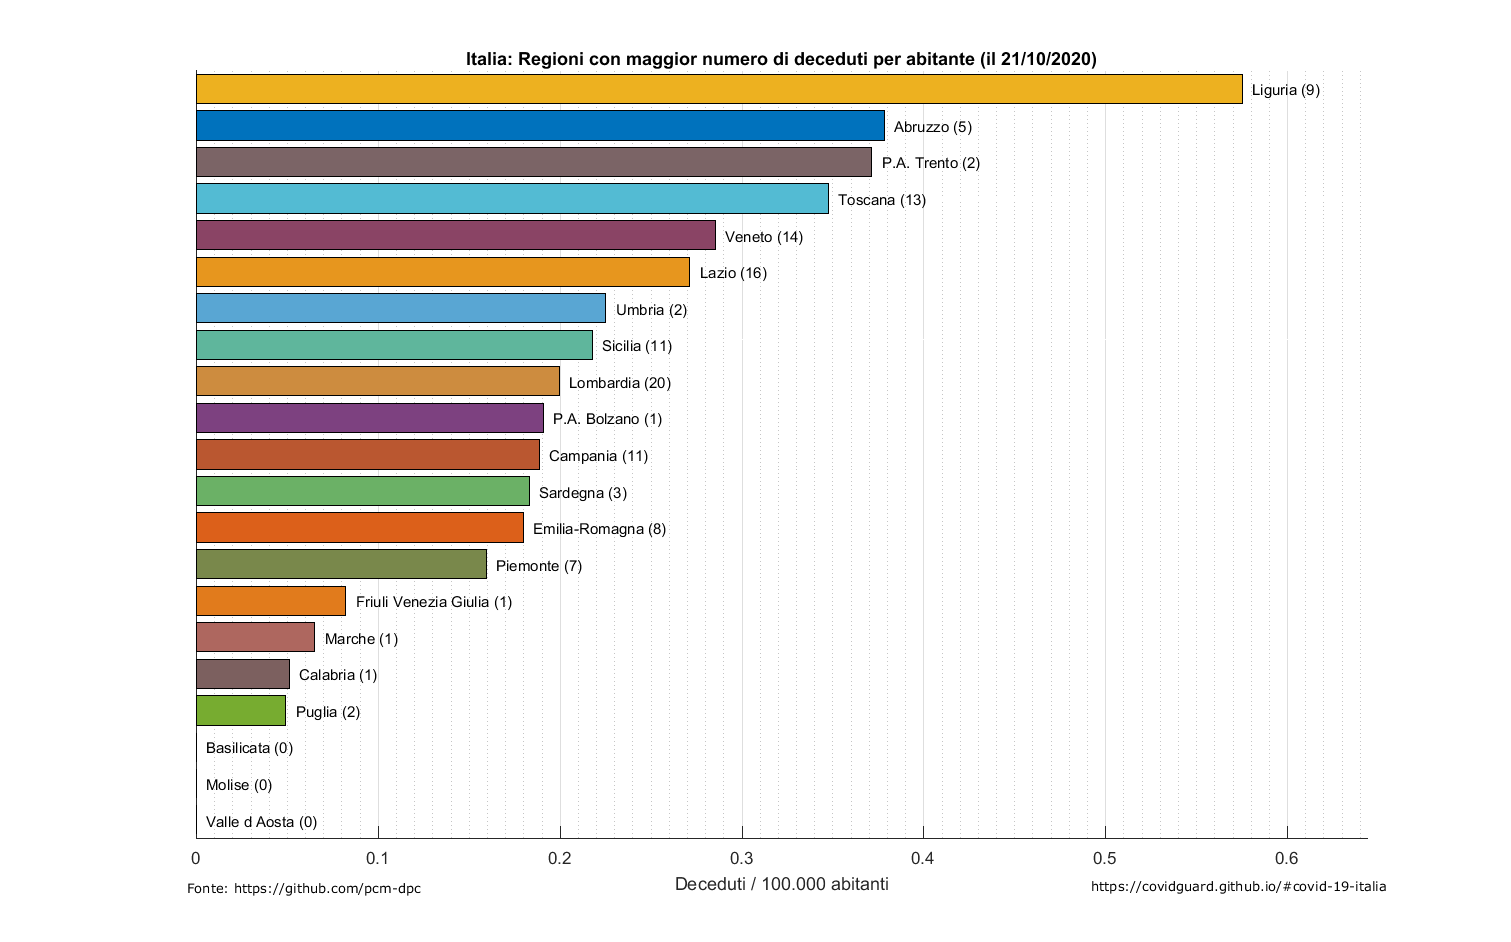 Italia: Regioni con maggior numero di deceduti per abitante (il 21/10/2020)
Liguria (9)
Abruzzo (5)
P.A. Trento (2)
Toscana (13)
Veneto (14)
Lazio (16)
Umbria (2)
Sicilia (11)
Lombardia (20)
P.A. Bolzano (1)
Campania (11)
Sardegna (3)
Emilia-Romagna (8)
Piemonte (7)
Friuli Venezia Giulia (1)
Marche (1)
Calabria (1)
Puglia (2)
Basilicata (0)
Molise (0)
Valle d Aosta (0)
0 0.1 0.2 0.3 0.4 0.5 0.6
Deceduti / 100.000 abitanti
Fonte: https://github.com/pcm-dpc
https://covidguard.github.io/#covid-19-italia